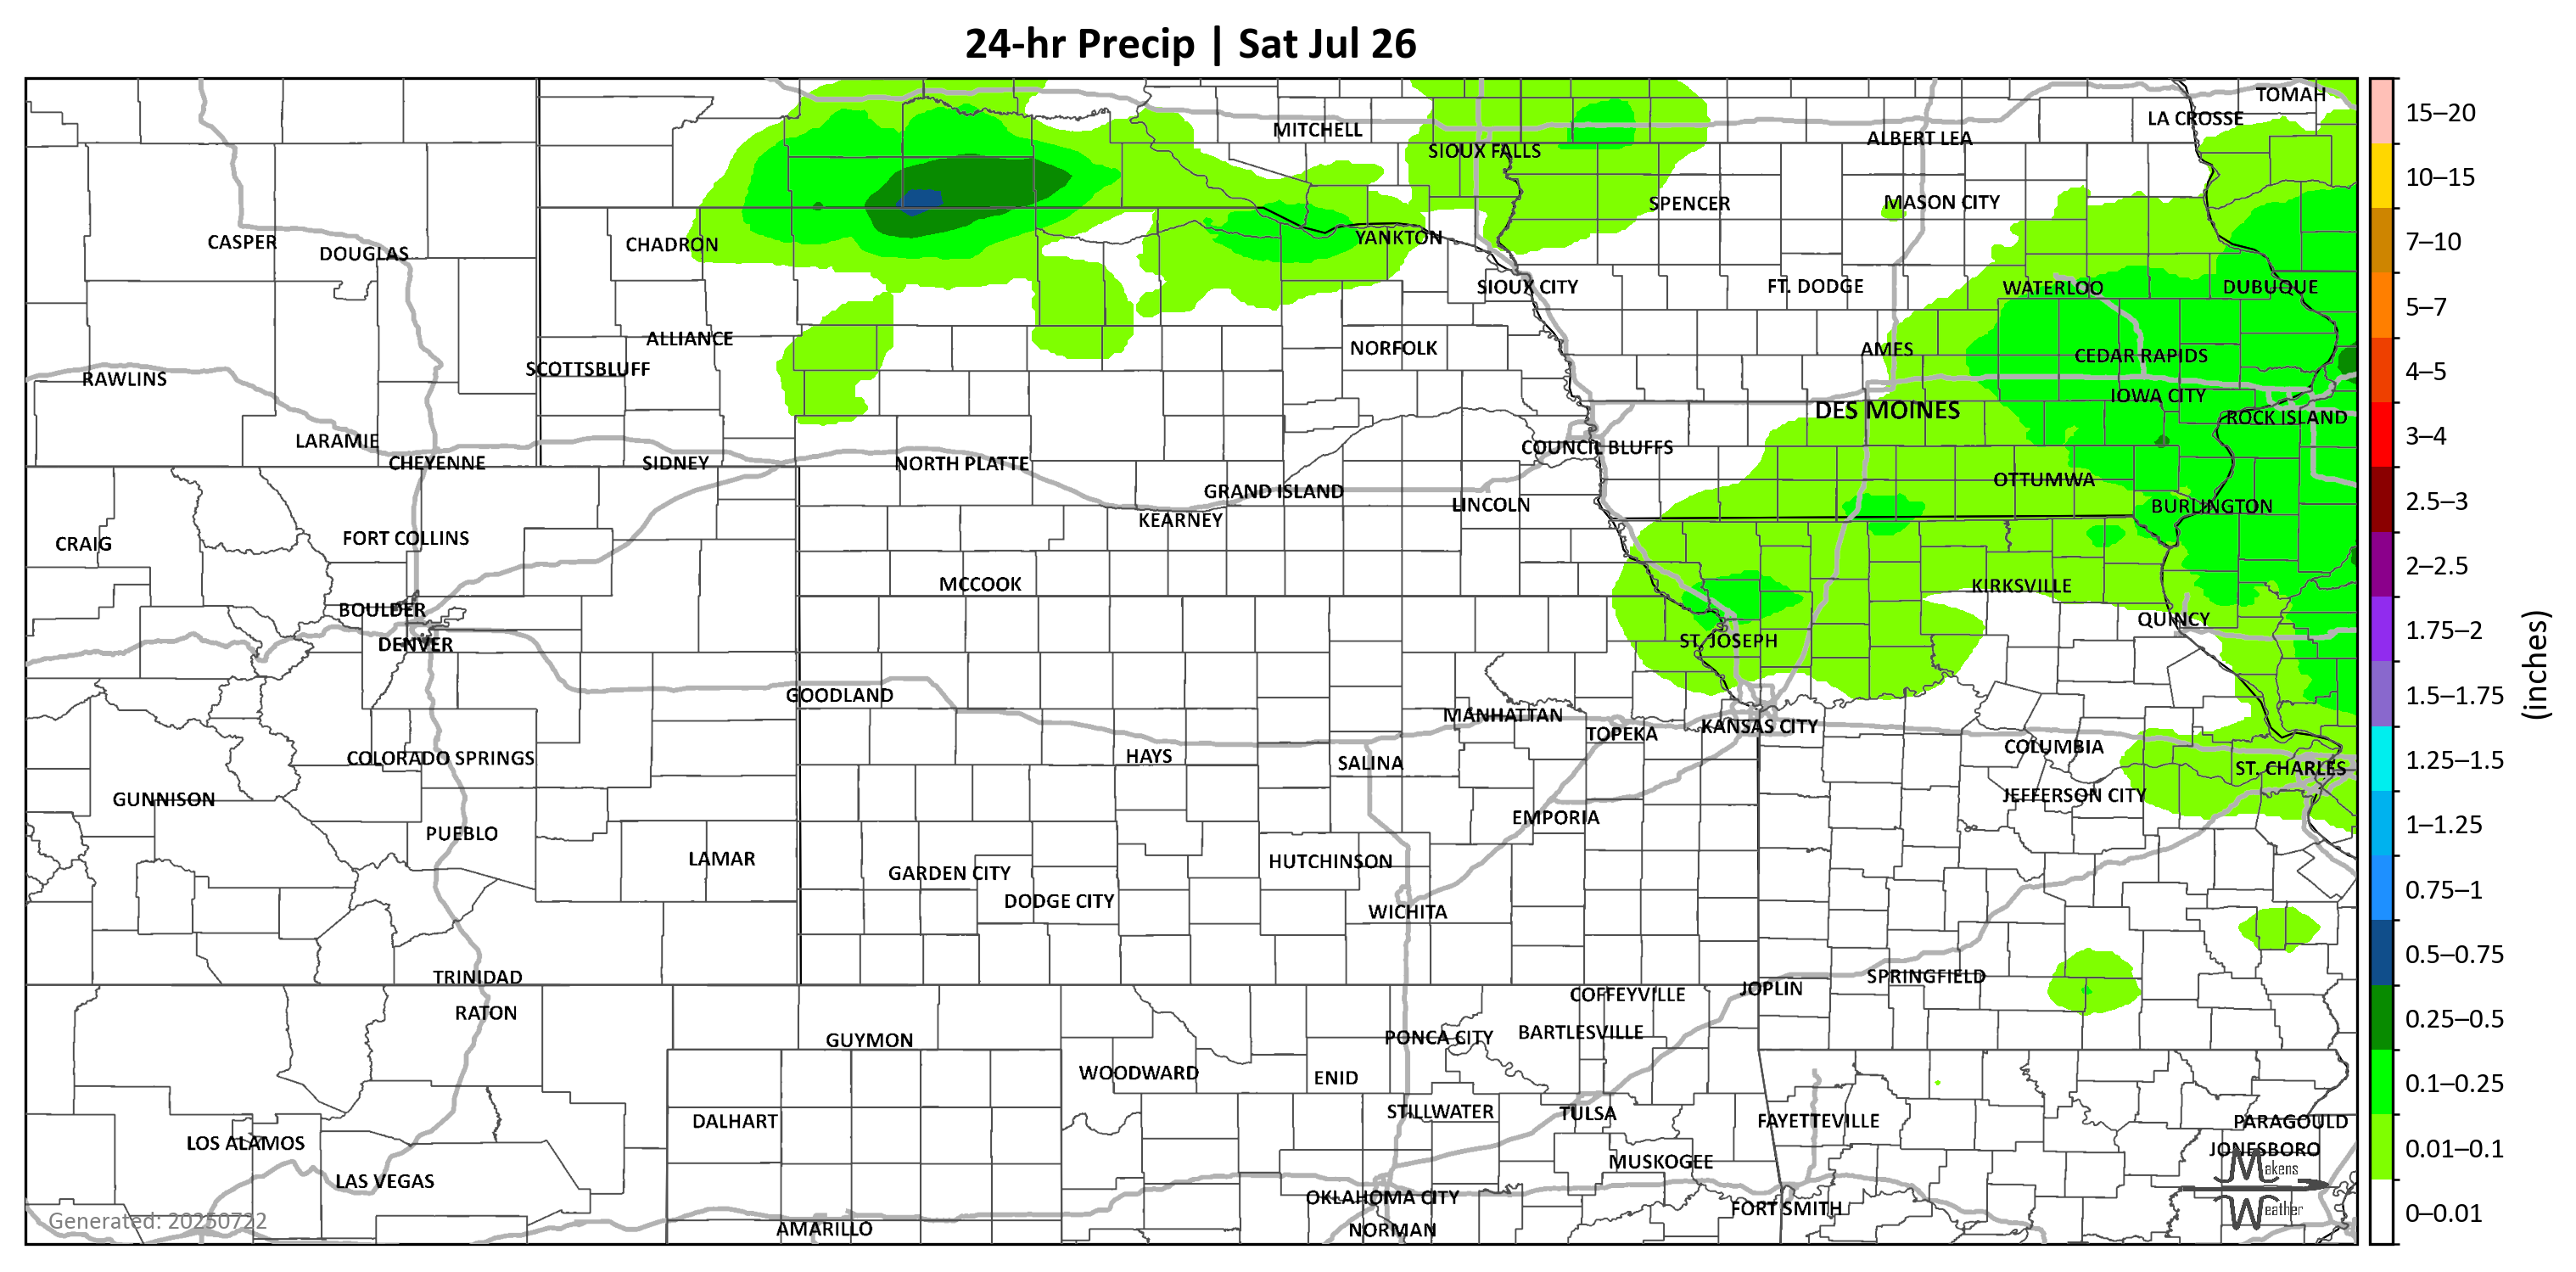 24-hr Precip | Sat Jul 26
TOMAH
LA CROSSE
MITCHELL
ALBERT LEA
SIOUX FALLS
SPENCER
MASON CITY
CASPER
DOUGLAS
CHADRON
YANKTON
SIOUX CITY
FT. DODGE
WATERLOO
DUBUQUE
ALLIANCE
NORFOLK
AMES
CEDAR RAPIDS
SCOTTSBLUFF
RAWLINS
IOWA CITY
DES MOINES
ROCK ISLAND
LARAMIE
COUNCIL BLUFFS
CHEYENNE
SIDNEY
NORTH PLATTE
OTTUMWA
GRAND ISLAND
LINCOLN
BURLINGTON
KEARNEY
CRAIG
FORT COLLINS
MCCOOK
KIRKSVILLE
BOULDER
QUINCY
DENVER
ST. JOSEPH
GOODLAND
MANHATTAN
TOPEKA
KANSAS CITY
COLUMBIA
COLORADO SPRINGS
HAYS
SALINA
ST. CHARLES
GUNNISON
JEFFERSON CITY
EMPORIA
PUEBLO
LAMAR
GARDEN CITY
HUTCHINSON
DODGE CITY
WICHITA
TRINIDAD
SPRINGFIELD
JOPLIN
COFFEYVILLE
RATON
GUYMON
PONCA CITY
BARTLESVILLE
WOODWARD
ENID
DALHART
STILLWATER
TULSA
FAYETTEVILLE
PARAGOULD
LOS ALAMOS
JONESBORO
MUSKOGEE
LAS VEGAS
OKLAHOMA CITY
FORT SMITH
AMARILLO
NORMAN
Generated: 20250722
Makens
Weather
15–20
10–15
7–10
5–7
4–5
3–4
2.5–3
2–2.5
1.75–2
1.5–1.75
1.25–1.5
1–1.25
0.75–1
0.5–0.75
0.25–0.5
0.1–0.25
0.01–0.1
0–0.01
(inches)